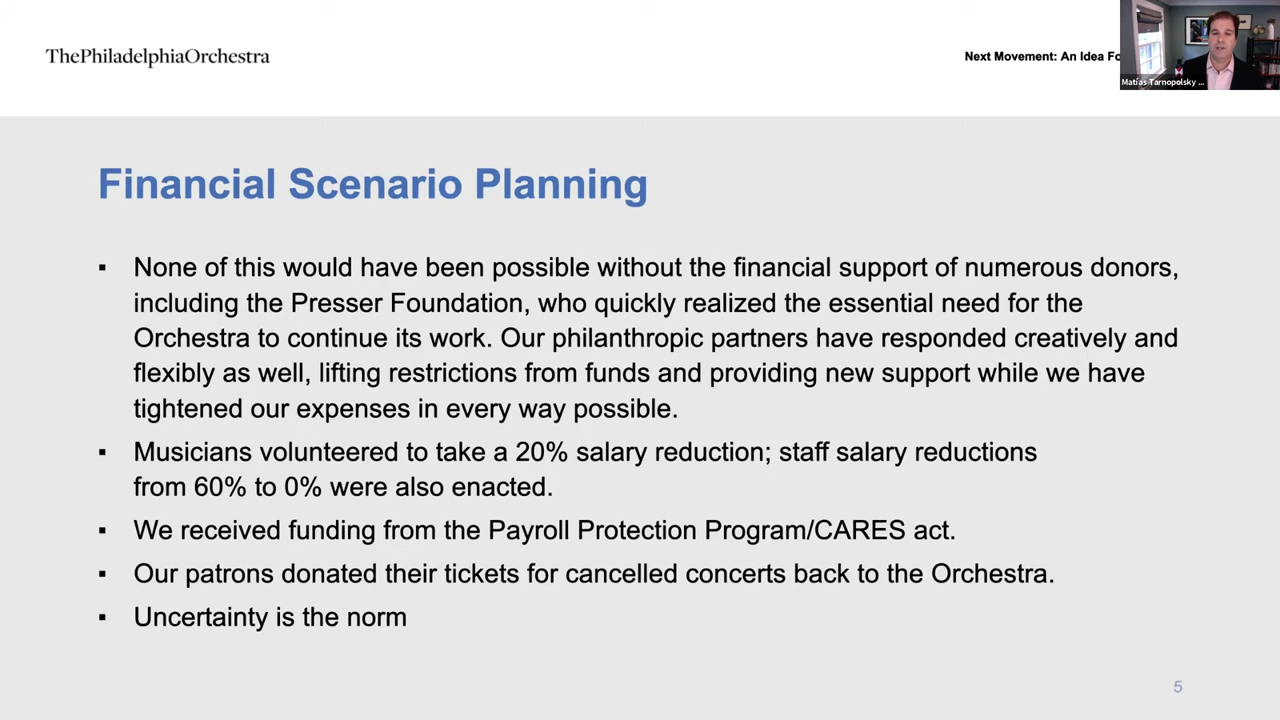 ThePhiladelphiaOrchestra
Next Movement: An Idea Fo
Matías Tarnopolsky ...
Financial Scenario Planning
▪ None of this would have been possible without the financial support of numerous donors,
including the Presser Foundation, who quickly realized the essential need for the
Orchestra to continue its work. Our philanthropic partners have responded creatively and
flexibly as well, lifting restrictions from funds and providing new support while we have
tightened our expenses in every way possible.
▪ Musicians volunteered to take a 20% salary reduction; staff salary reductions
from 60% to 0% were also enacted.
▪ We received funding from the Payroll Protection Program/CARES act.
▪ Our patrons donated their tickets for cancelled concerts back to the Orchestra.
▪ Uncertainty is the norm
5